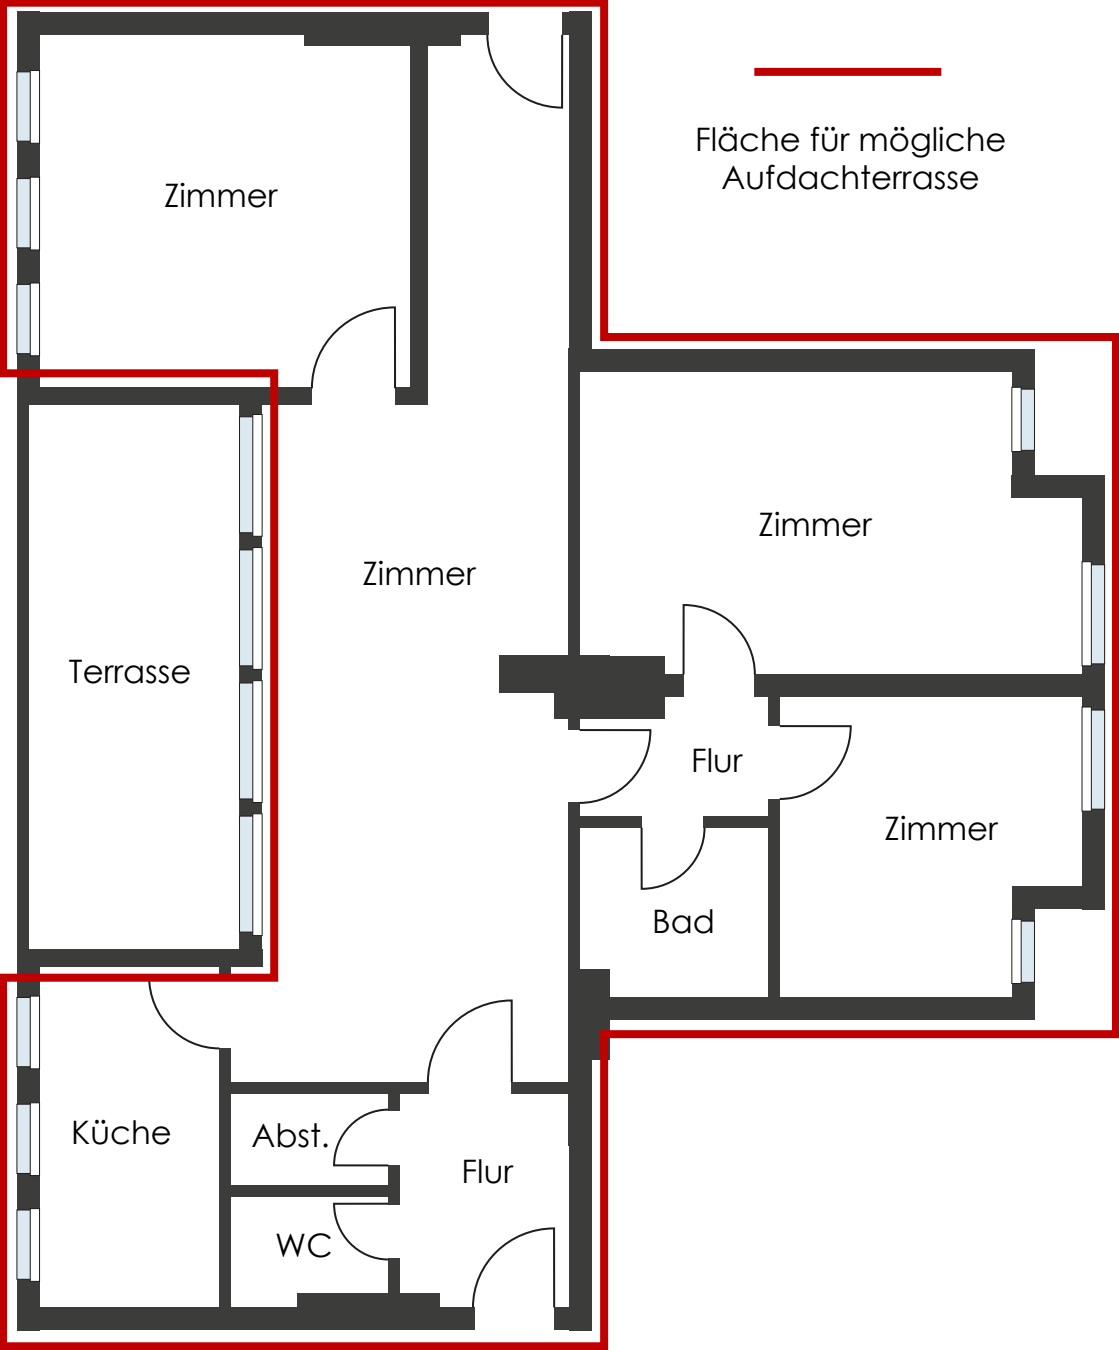 Fläche für mögliche
Aufdachterrasse
Zimmer
Zimmer
Zimmer
Terrasse
Flur
Zimmer
Bad
Küche
Abst.
Flur
WC